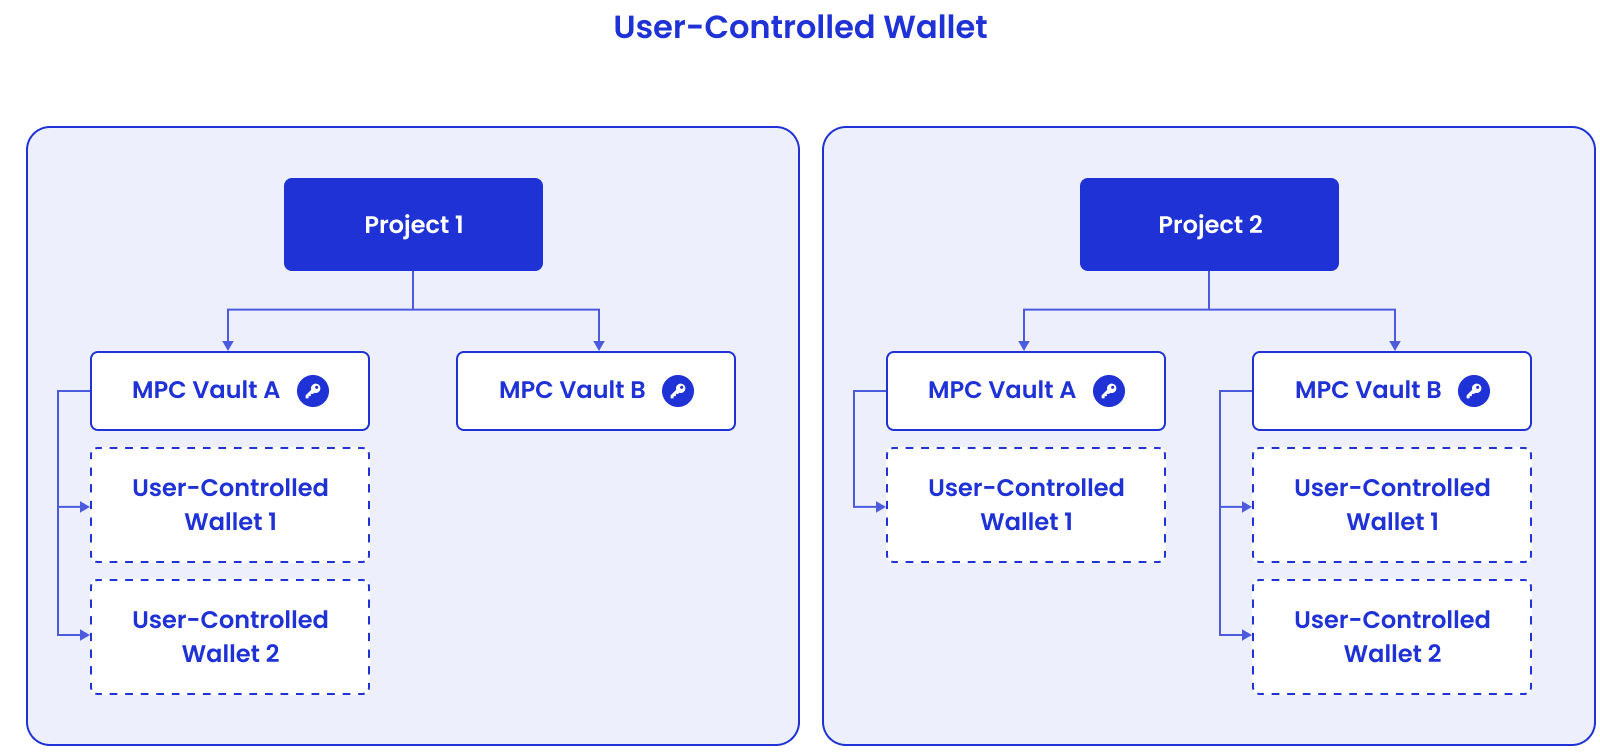 User-Controlled Wallet
Project 1
MPC Vault A
MPC Vault B
User-Controlled
Wallet 1
User-Controlled
Wallet 2
Project 2
MPC Vault A
MPC Vault B
User-Controlled
Wallet 1
User-Controlled
Wallet 1
User-Controlled
Wallet 2